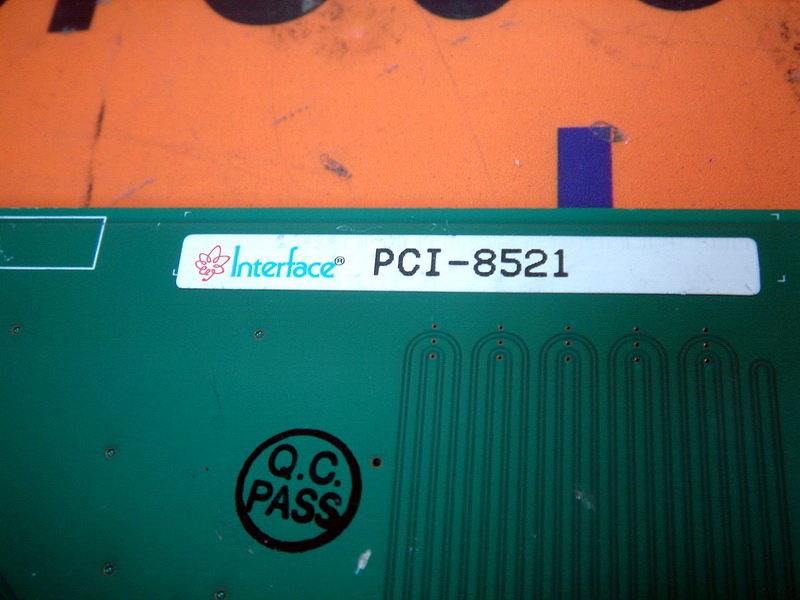 Interface® PCI-8521
Q.C.
PASS